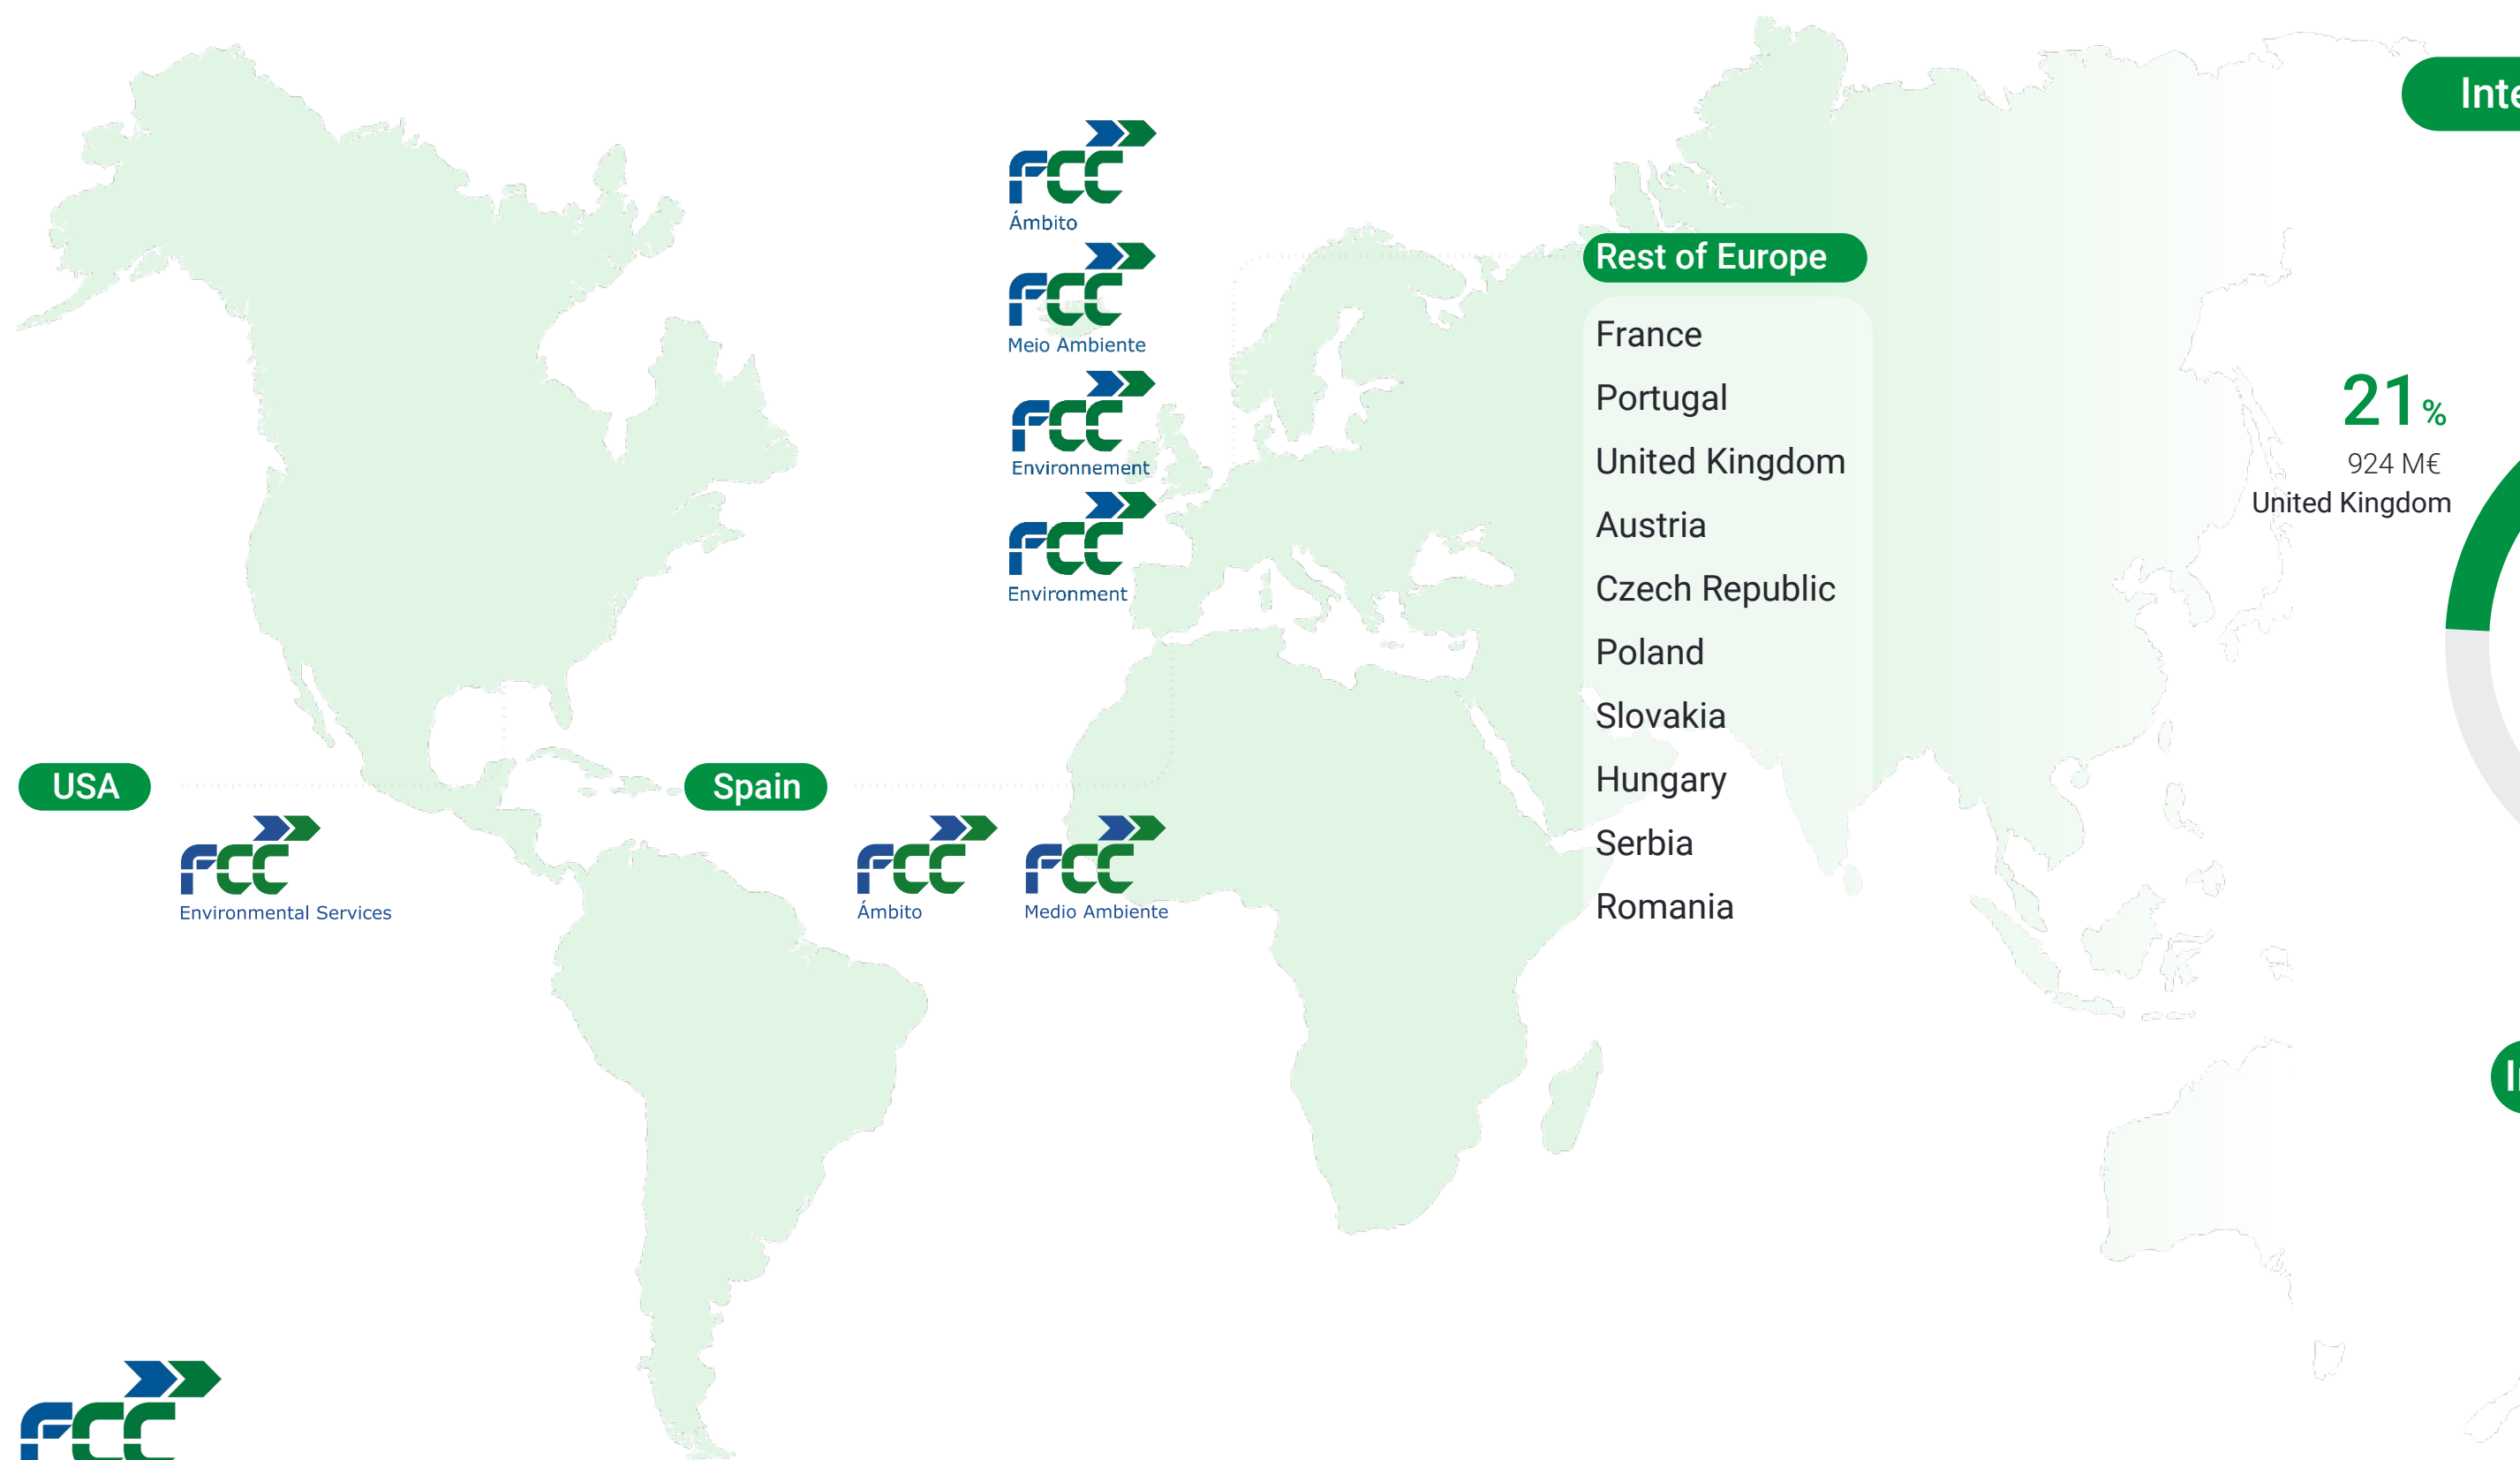 FCC
Ámbito
FCC
Meio Ambiente
FCC
Environnement
FCC
Environment
Rest of Europe
France
Portugal
United Kingdom
Austria
Czech Republic
Poland
Slovakia
Hungary
Serbia
Romania
USA
FCC
Environmental Services
Spain
FCC
Ámbito
FCC
Medio Ambiente
21%
924 M€
United Kingdom
FCC